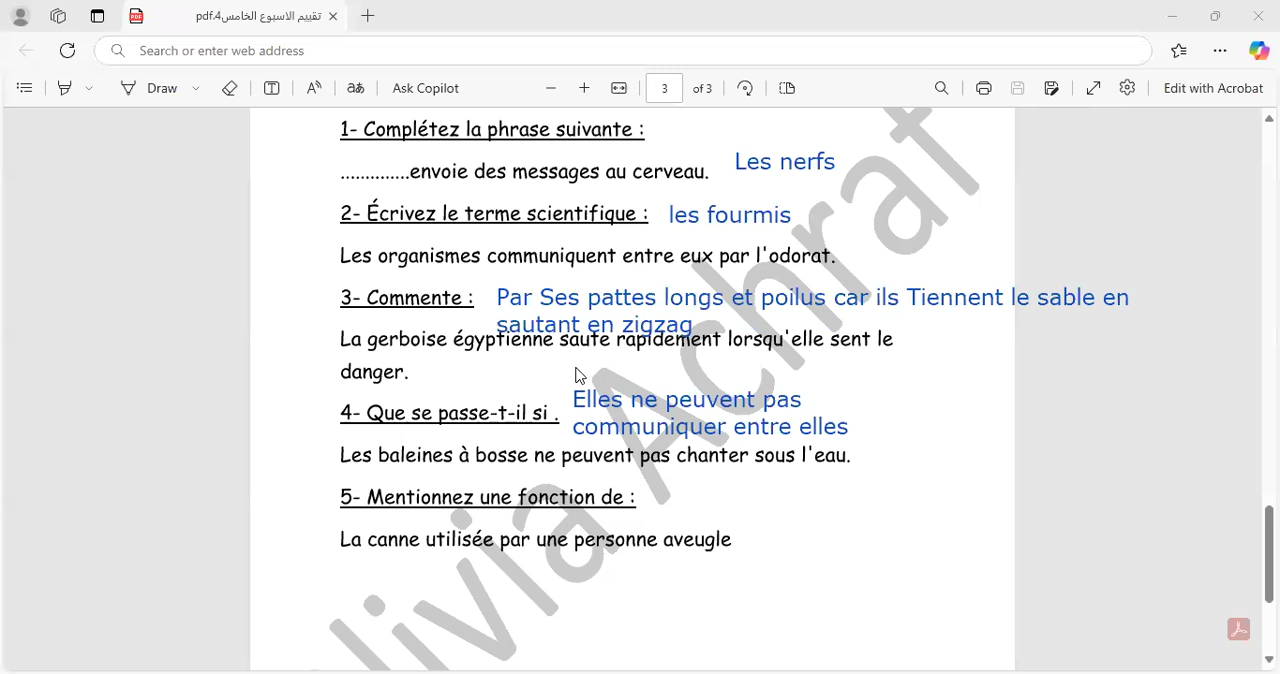 تقييم الاسبوع الخامس4.pdf
Search or enter web address
Draw
Ask Copilot
3 of 3
Edit with Acrobat
1- Complétez la phrase suivante :
..............envoie des messages au cerveau. Les nerfs
2- Écrivez le terme scientifique : les fourmis
Les organismes communiquent entre eux par l'odorat.
3- Commente : Par Ses pattes longs et poilus car ils Tiennent le sable en
sautant en zigzag
La gerboise égyptienne saute rapidement lorsqu'elle sent le
danger.
4- Que se passe-t-il si . Elles ne peuvent pas
communiquer entre elles
Les baleines à bosse ne peuvent pas chanter sous l'eau.
5- Mentionnez une fonction de :
La canne utilisée par une personne aveugle
livia Achraf